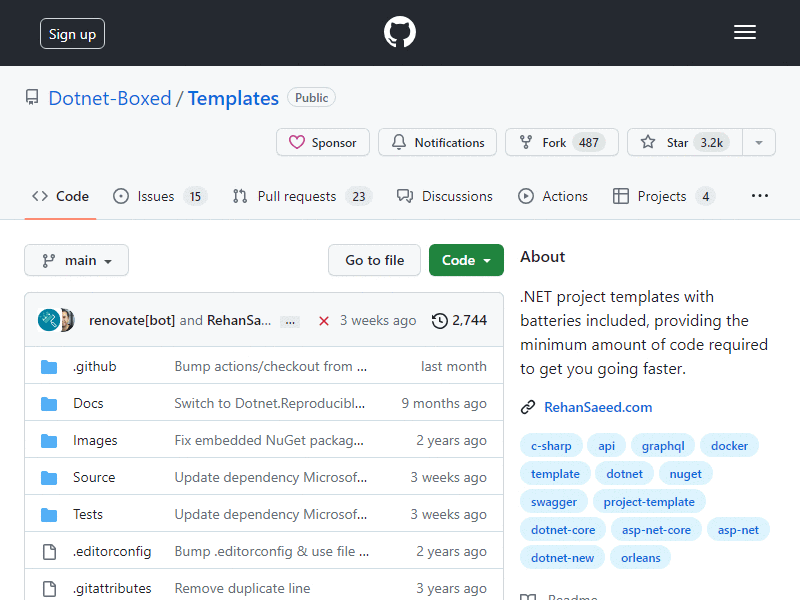 Sign up
Dotnet-Boxed / Templates Public
Sponsor Notifications Fork 487 Star 3.2k
Code Issues 15 Pull requests 23 Discussions Actions Projects 4 ...
main Go to file Code
renovate[bot] and RehanSa... ... 3 weeks ago 2,744
.github Bump actions/checkout from ... last month
Docs Switch to Dotnet.Reproducibl... 9 months ago
Images Fix embedded NuGet packag... 2 years ago
Source Update dependency Microsof... 3 weeks ago
Tests Update dependency Microsof... 3 weeks ago
.editorconfig Bump .editorconfig & use file ... 2 years ago
.gitattributes Remove duplicate line 3 years ago
About
.NET project templates with
batteries included, providing the
minimum amount of code required
to get you going faster.
RehanSaeed.com
c-sharp api graphql docker
template dotnet nuget
swagger project-template
dotnet-core asp-net-core asp-net
dotnet-new orleans
Readme